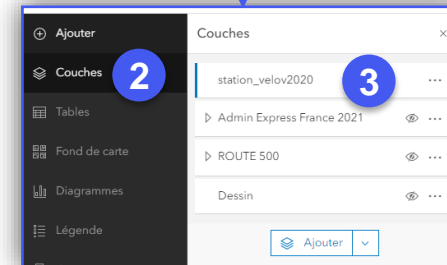 Ajouter
Couches
2
Tables
Fond de carte
Diagrammes
Légende
Couches
station_velov2020
3
Admin Express France 2021
ROUTE 500
Dessin
Ajouter